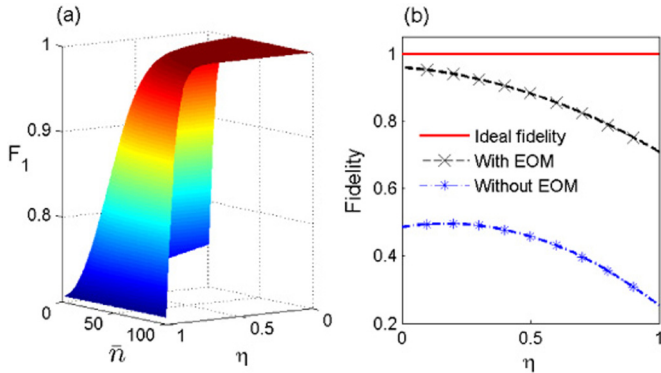 (a)
1
0.9
F1
0.8
0
50
100
n̄
1
0.5
0
η
(b)
1
0.8
0.6
0.4
0.2
Fidelity
Ideal fidelity
With EOM
Without EOM
0
0.5
1
η